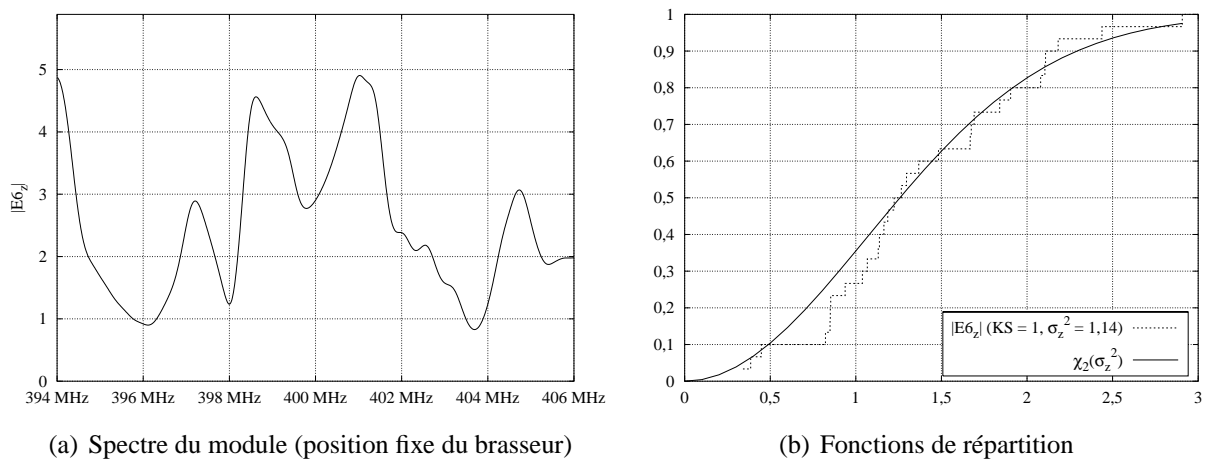 |E6z|
5
4
3
2
1
0
394 MHz 396 MHz 398 MHz 400 MHz 402 MHz 404 MHz 406 MHz
(a) Spectre du module (position fixe du brasseur)
1
0,9
0,8
0,7
0,6
0,5
0,4
0,3
0,2
0,1
0
|E6z| (KS = 1, σz² = 1,14)
χ2(σz²)
0 0,5 1 1,5 2 2,5 3
(b) Fonctions de répartition